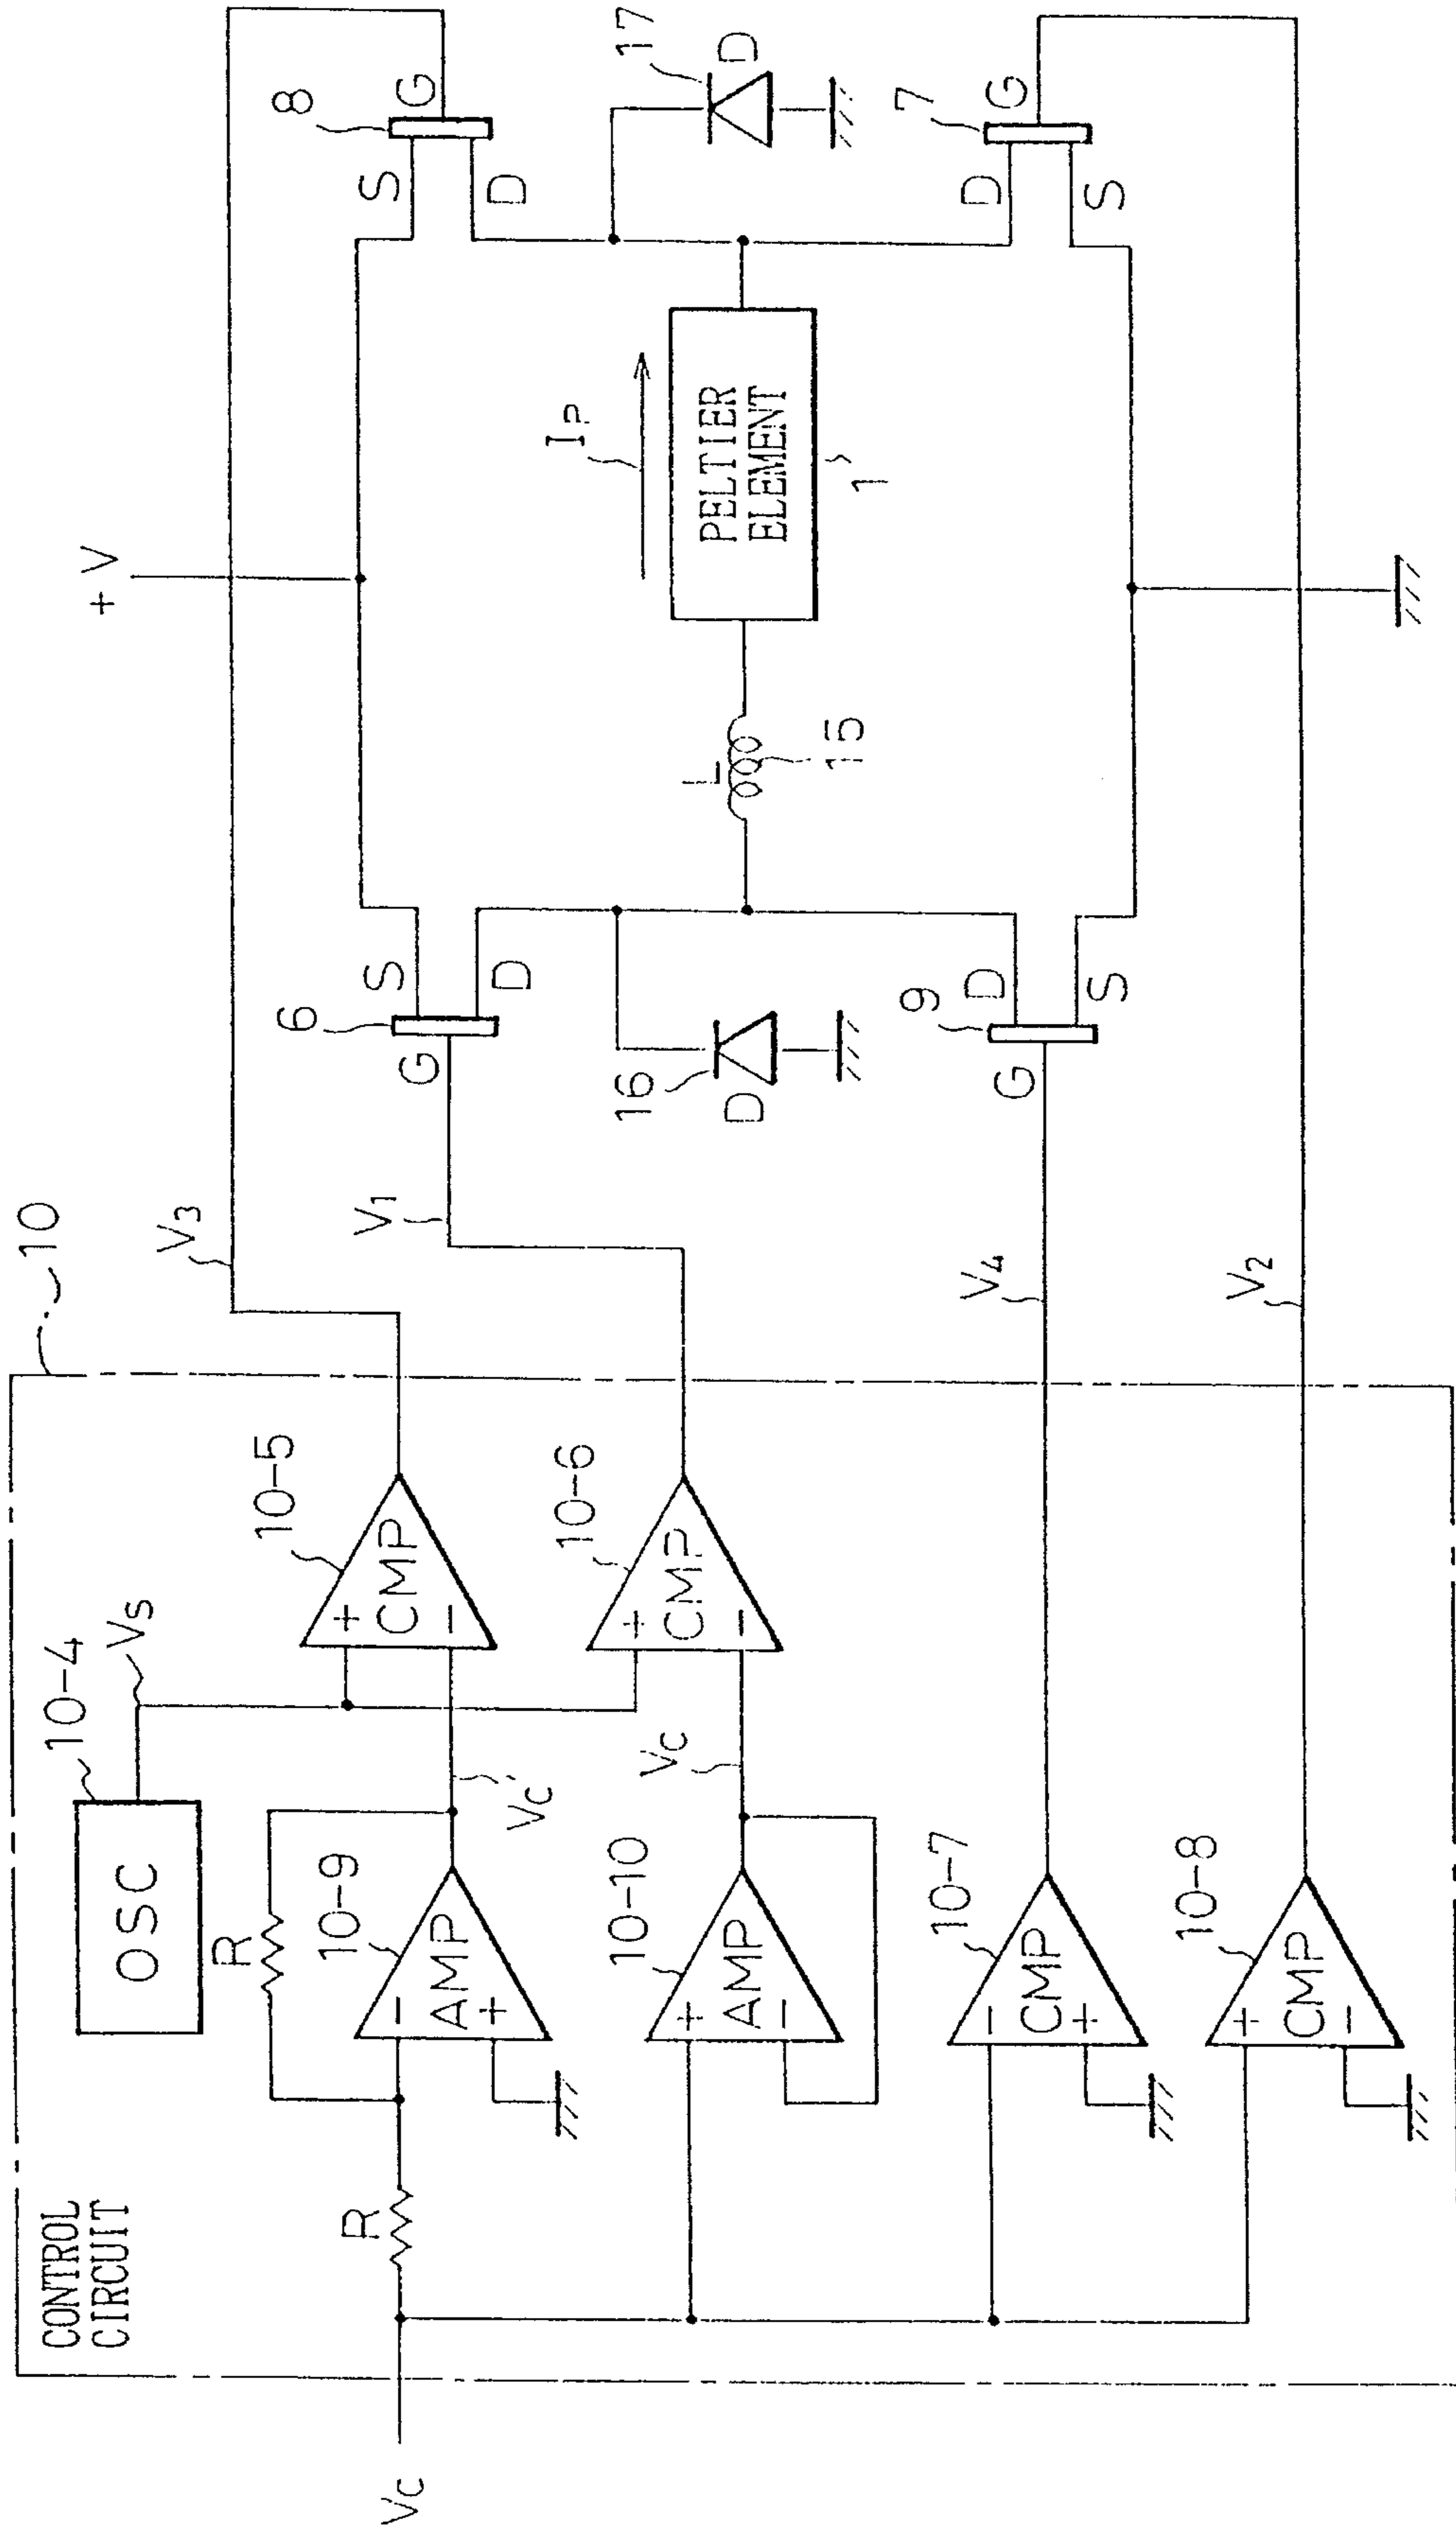 CONTROL
CIRCUIT
10
Vc
R
R
OSC
10-4
Vs
AMP
10-9
- +
Vc'
CMP
10-5
+ -
V3
AMP
10-10
+ -
Vc
CMP
10-6
+ -
V1
CMP
10-7
- +
V4
CMP
10-8
+ -
V2
+ V
6
G
S
D
8
G
S
D
16
D
17
D
L
15
IP
PELTIER
ELEMENT
1
9
G
D
S
7
G
D
S